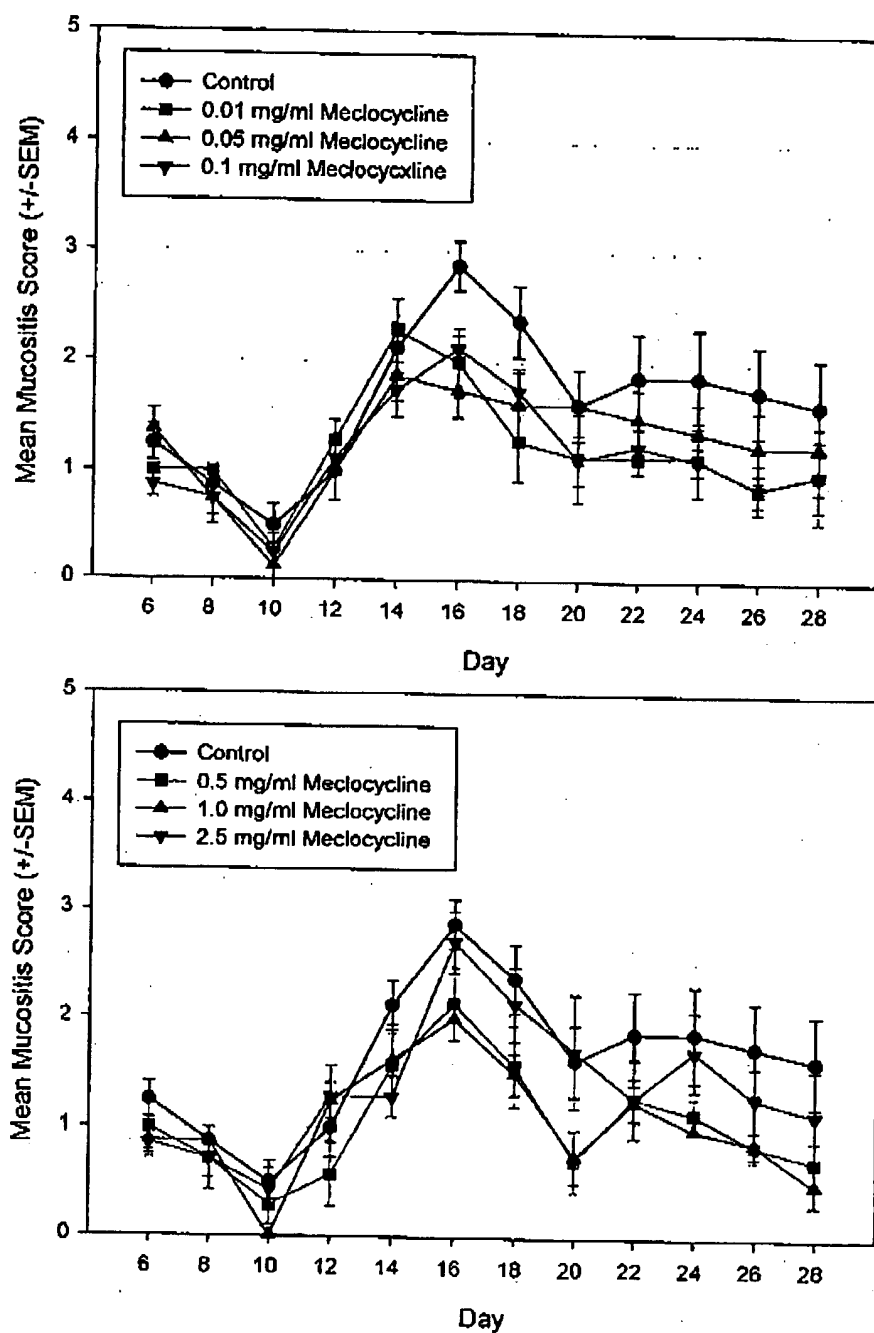 5
4
3
2
1
0
Mean Mucositis Score (+/-SEM)
Control
0.01 mg/ml Meclocycline
0.05 mg/ml Meclocycline
0.1 mg/ml Meclocycxline
6 8 10 12 14 16 18 20 22 24 26 28
Day
5
4
3
2
1
0
Mean Mucositis Score (+/-SEM)
Control
0.5 mg/ml Meclocycline
1.0 mg/ml Meclocycline
2.5 mg/ml Meclocycline
6 8 10 12 14 16 18 20 22 24 26 28
Day